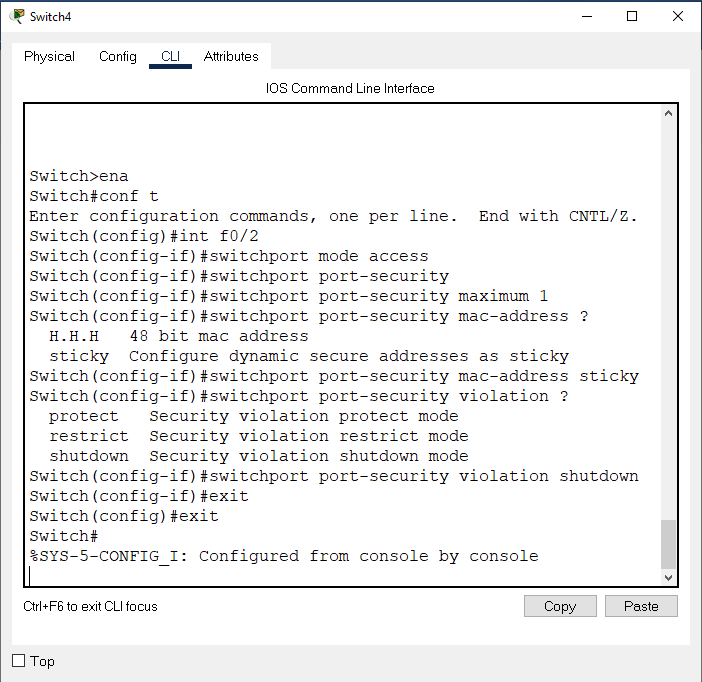 Switch4
Physical Config CLI Attributes
IOS Command Line Interface
Switch>ena
Switch#conf t
Enter configuration commands, one per line.  End with CNTL/Z.
Switch(config)#int f0/2
Switch(config-if)#switchport mode access
Switch(config-if)#switchport port-security
Switch(config-if)#switchport port-security maximum 1
Switch(config-if)#switchport port-security mac-address ?
  H.H.H   48 bit mac address
  sticky  Configure dynamic secure addresses as sticky
Switch(config-if)#switchport port-security mac-address sticky
Switch(config-if)#switchport port-security violation ?
  protect   Security violation protect mode
  restrict  Security violation restrict mode
  shutdown  Security violation shutdown mode
Switch(config-if)#switchport port-security violation shutdown
Switch(config-if)#exit
Switch(config)#exit
Switch#
%SYS-5-CONFIG_I: Configured from console by console
Ctrl+F6 to exit CLI focus Copy Paste
Top